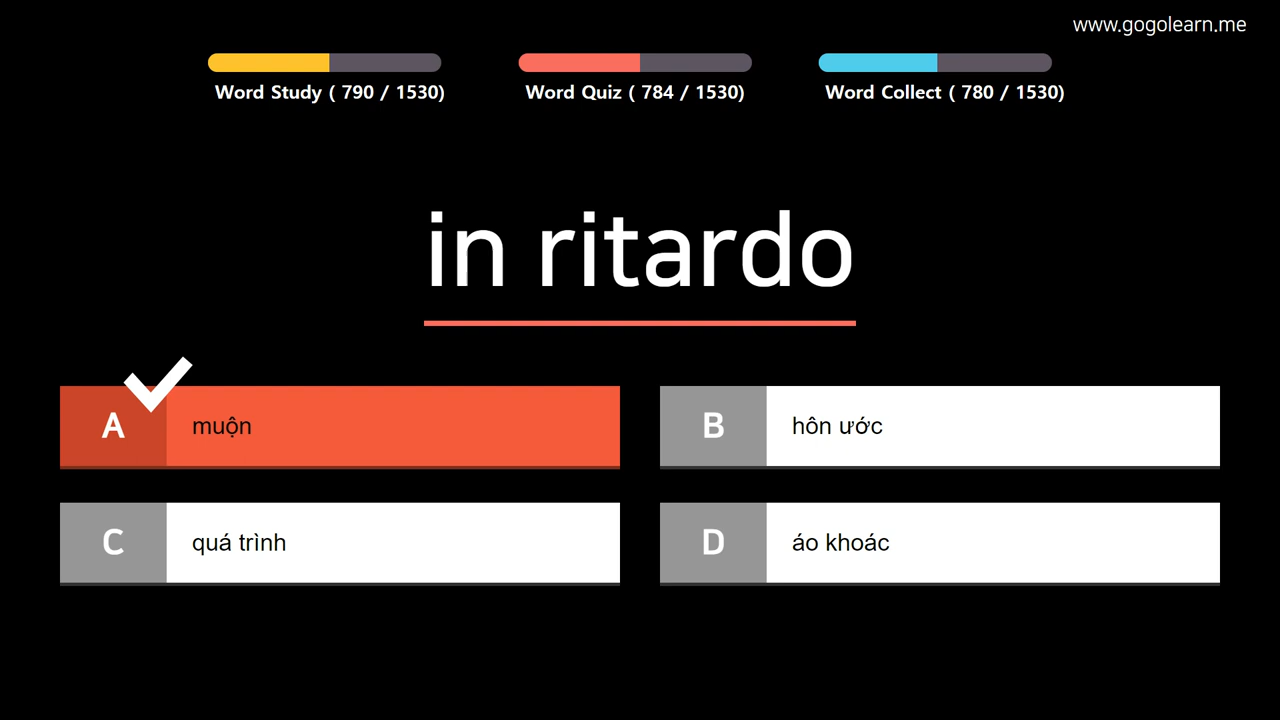 www.gogolearn.me
Word Study ( 790 / 1530)
Word Quiz ( 784 / 1530)
Word Collect ( 780 / 1530)
in ritardo
A
muộn
B
hôn ước
C
quá trình
D
áo khoác